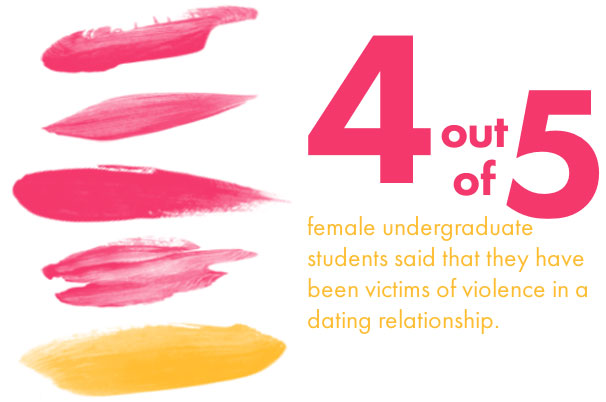 4 out of 5
female undergraduate
students said that they have
been victims of violence in a
dating relationship.